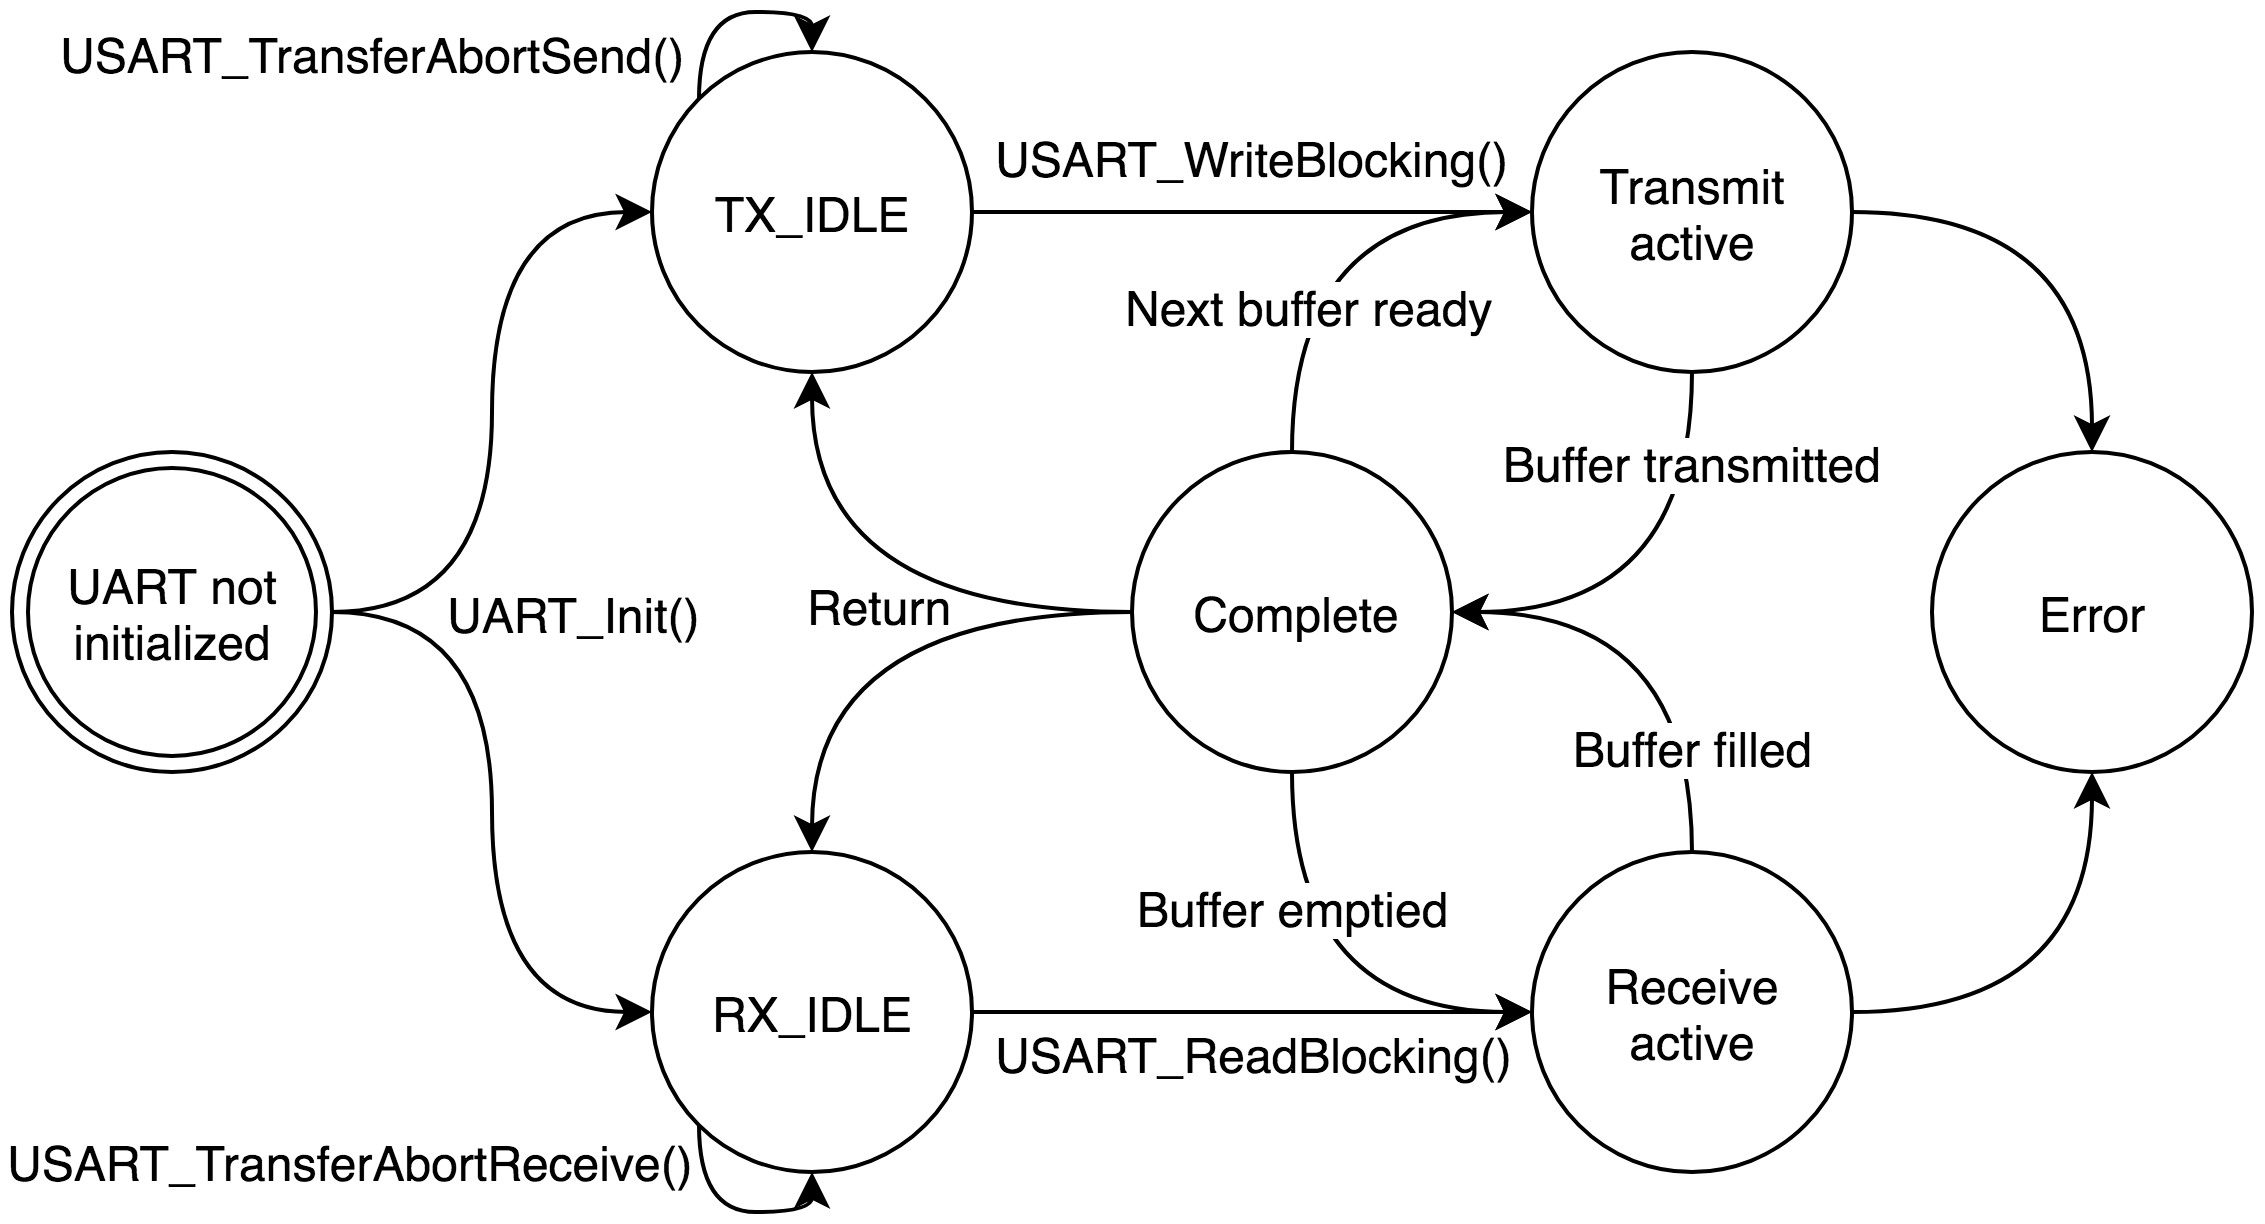 USART_TransferAbortSend()
TX_IDLE
USART_WriteBlocking()
Transmit
active
Next buffer ready
Buffer transmitted
UART not
initialized
UART_Init()
Return
Complete
Error
Buffer filled
Buffer emptied
RX_IDLE
Receive
active
USART_ReadBlocking()
USART_TransferAbortReceive()